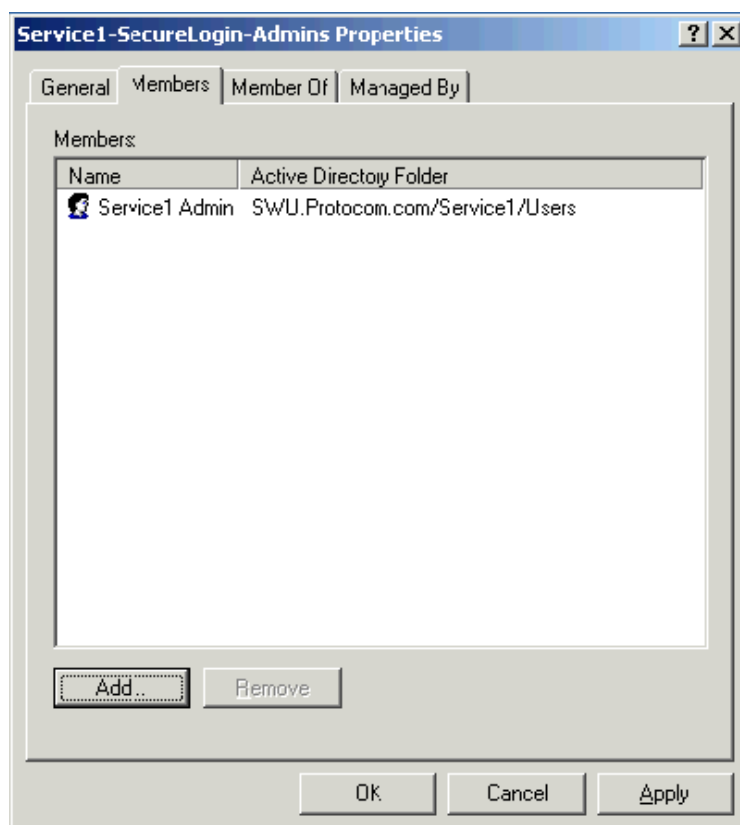 Service1-SecureLogin-Admins Properties ? X
General Members Member Of Managed By
Members:
Name Active Directory Folder
Service1 Admin SWU.Protocom.com/Service1/Users
Add... Remove
OK Cancel Apply